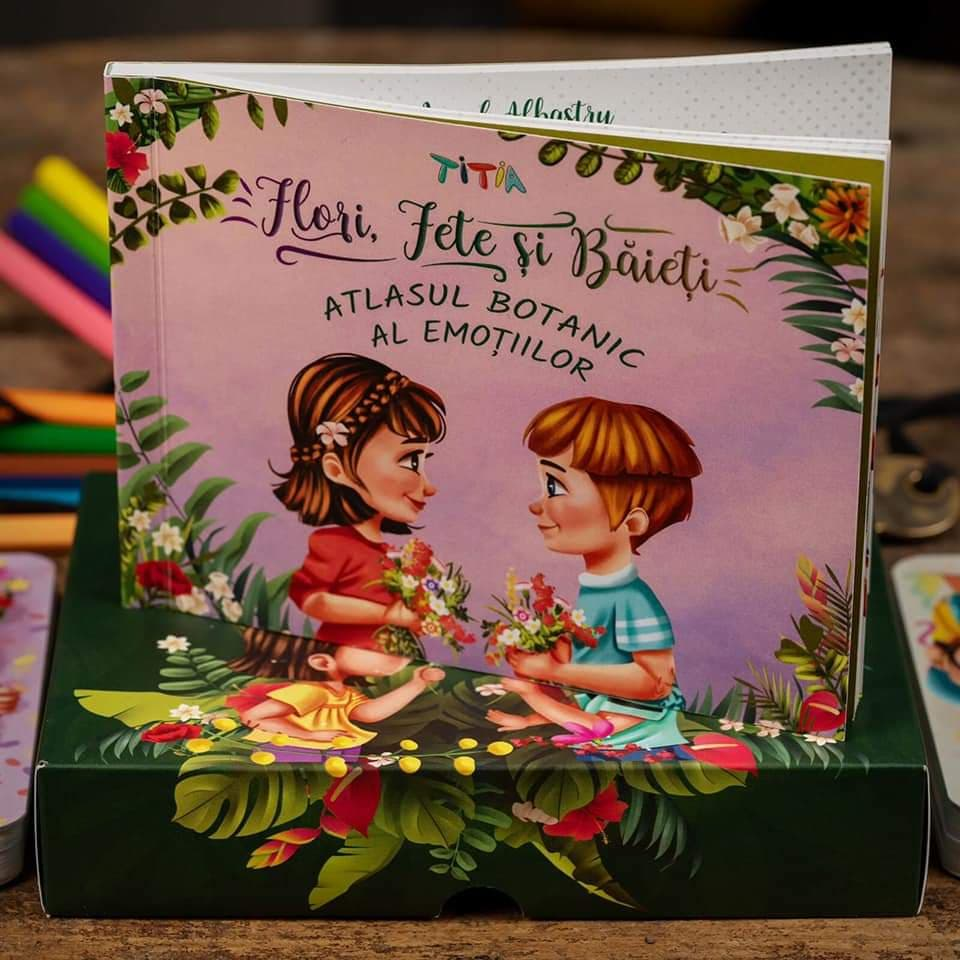 Albastru
TiTiA
Flori, Fete și Băieți
ATLASUL BOTANIC
AL EMOȚIILOR